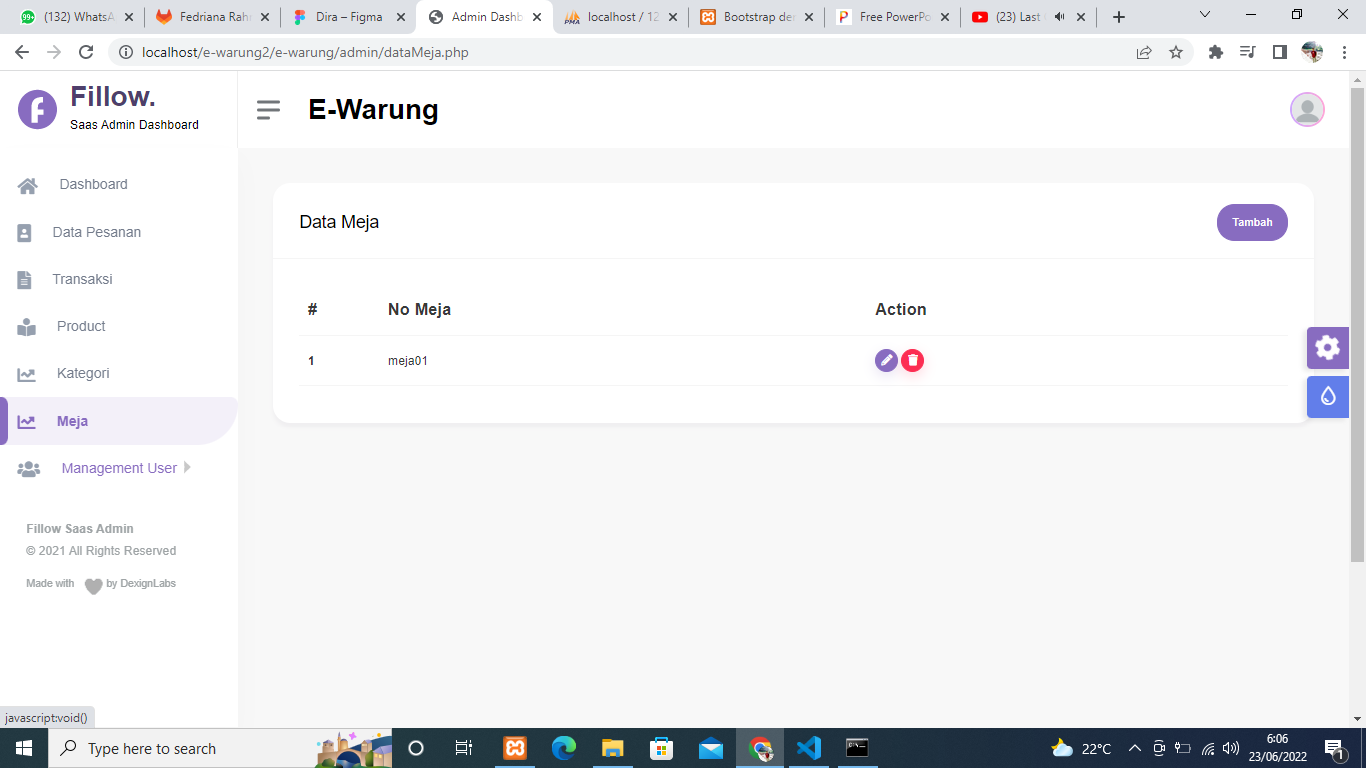 (132) WhatsA
Fedriana Rah
Dira – Figma
Admin Dashb
localhost / 12
Bootstrap de
Free PowerPo
(23) Last
localhost/e-warung2/e-warung/admin/dataMeja.php
Fillow.
Saas Admin Dashboard
E-Warung
Dashboard
Data Pesanan
Transaksi
Product
Kategori
Meja
Management User
Fillow Saas Admin
© 2021 All Rights Reserved
Made with by DexignLabs
Data Meja
Tambah
# No Meja Action
1 meja01
javascript:void()
Type here to search
22°C
6:06
23/06/2022
1